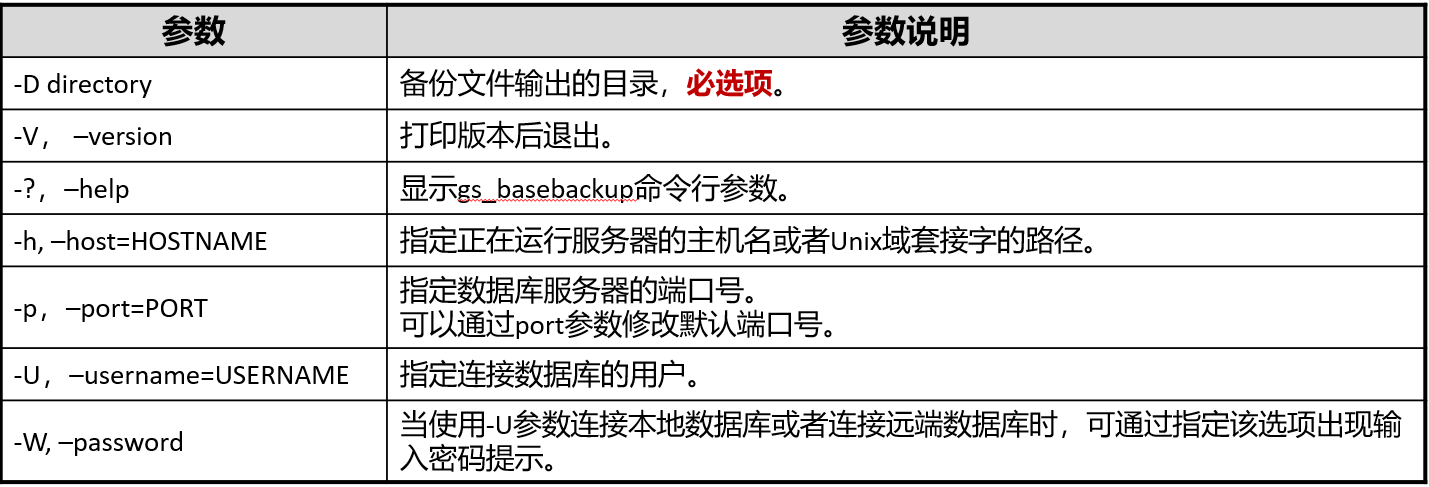 参数 参数说明
-D directory 备份文件输出的目录，必选项。
-V， –version 打印版本后退出。
-?，–help 显示gs_basebackup命令行参数。
-h, –host=HOSTNAME 指定正在运行服务器的主机名或者Unix域套接字的路径。
-p，–port=PORT 指定数据库服务器的端口号。
可以通过port参数修改默认端口号。
-U，–username=USERNAME 指定连接数据库的用户。
-W, –password 当使用-U参数连接本地数据库或者连接远端数据库时，可通过指定该选项出现输
入密码提示。